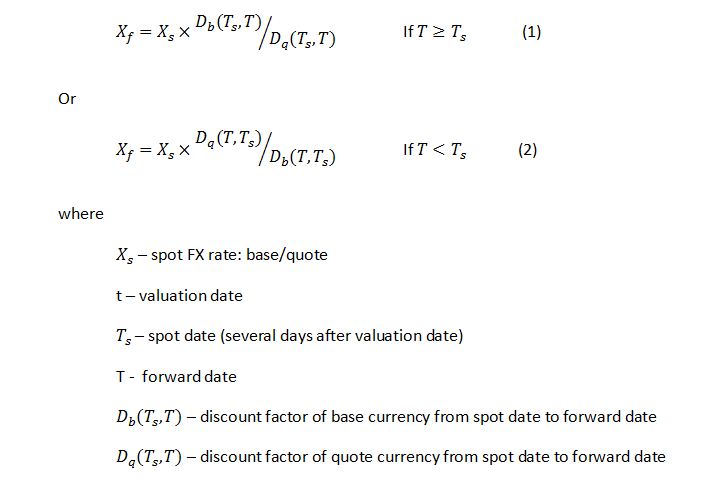 X_f = X_s × D_b(T_s,T)/D_q(T_s,T) If T ≥ T_s (1)
Or
X_f = X_s × D_q(T,T_s)/D_b(T,T_s) If T < T_s (2)
where
X_s – spot FX rate: base/quote
t – valuation date
T_s – spot date (several days after valuation date)
T - forward date
D_b(T_s,T) – discount factor of base currency from spot date to forward date
D_q(T_s,T) – discount factor of quote currency from spot date to forward date